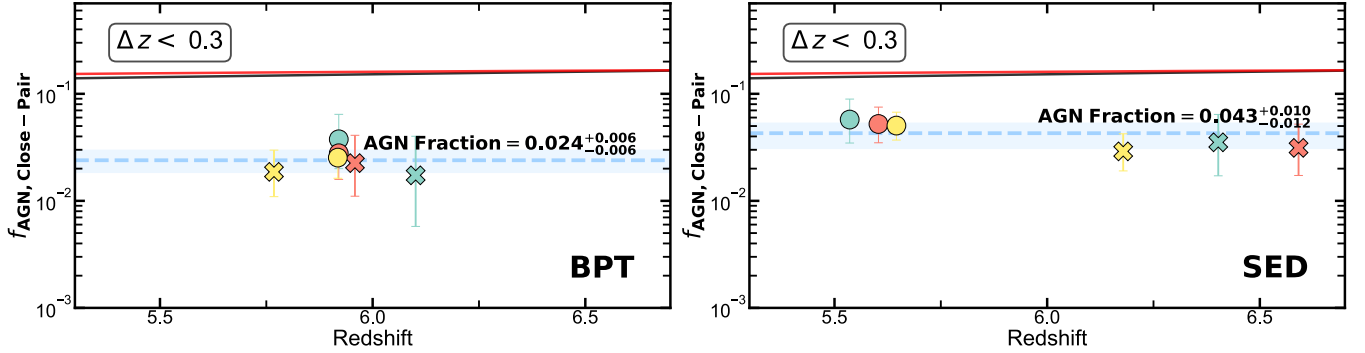 Δ z < 0.3
f_AGN, Close – Pair
10^-1
10^-2
10^-3
AGN Fraction = 0.024^{+0.006}_{-0.006}
BPT
5.5
6.0
6.5
Redshift
Δ z < 0.3
f_AGN, Close – Pair
10^-1
10^-2
10^-3
AGN Fraction = 0.043^{+0.010}_{-0.012}
SED
5.5
6.0
6.5
Redshift